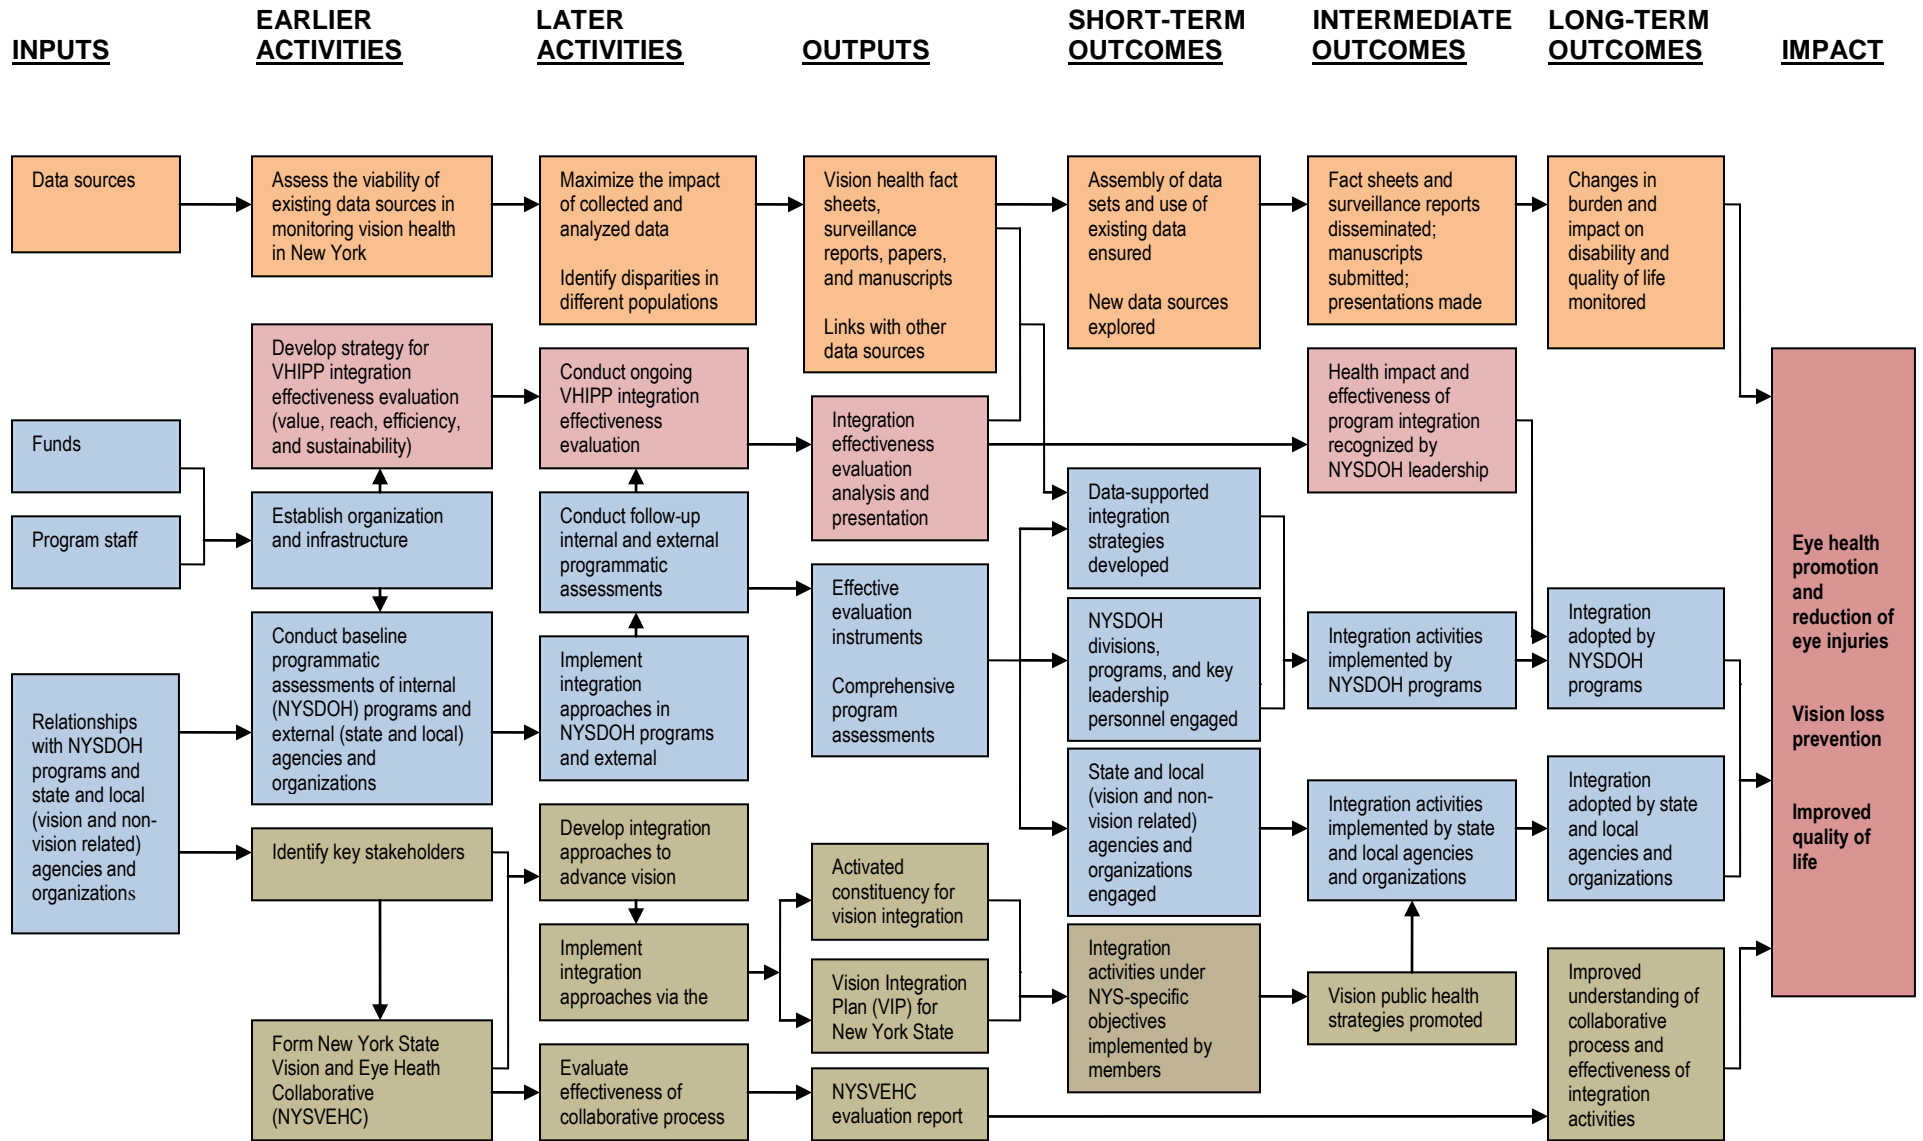 INPUTS
EARLIER
ACTIVITIES
LATER
ACTIVITIES
OUTPUTS
SHORT-TERM
OUTCOMES
INTERMEDIATE
OUTCOMES
LONG-TERM
OUTCOMES
IMPACT
Data sources
Funds
Program staff
Relationships
with NYSDOH
programs and
state and local
(vision and non-
vision related)
agencies and
organizations
Assess the viability of
existing data sources in
monitoring vision health
in New York
Develop strategy for
VHIPP integration
effectiveness evaluation
(value, reach, efficiency,
and sustainability)
Establish organization
and infrastructure
Conduct baseline
programmatic
assessments of internal
(NYSDOH) programs and
external (state and local)
agencies and
organizations
Identify key stakeholders
Form New York State
Vision and Eye Heath
Collaborative
(NYSVEHC)
Maximize the impact
of collected and
analyzed data
Identify disparities in
different populations
Conduct ongoing
VHIPP integration
effectiveness
evaluation
Conduct follow-up
internal and external
programmatic
assessments
Implement
integration
approaches in
NYSDOH programs
and external
Develop integration
approaches to
advance vision
Implement
integration
approaches via the
Evaluate
effectiveness of
collaborative process
Vision health fact
sheets,
surveillance
reports, papers,
and manuscripts
Links with other
data sources
Integration
effectiveness
evaluation
analysis and
presentation
Effective
evaluation
instruments
Comprehensive
program
assessments
Activated
constituency for
vision integration
Vision Integration
Plan (VIP) for
New York State
NYSVEHC
evaluation report
Assembly of data
sets and use of
existing data
ensured
New data sources
explored
Data-supported
integration
strategies
developed
NYSDOH
divisions,
programs, and key
leadership
personnel engaged
State and local
(vision and non-
vision related)
agencies and
organizations
engaged
Integration
activities under
NYS-specific
objectives
implemented by
members
Fact sheets and
surveillance reports
disseminated;
manuscripts
submitted;
presentations made
Health impact and
effectiveness of
program integration
recognized by
NYSDOH leadership
Integration activities
implemented by
NYSDOH programs
Integration activities
implemented by state
and local agencies
and organizations
Vision public health
strategies promoted
Changes in
burden and
impact on
disability and
quality of life
monitored
Integration
adopted by
NYSDOH
programs
Integration
adopted by state
and local
agencies and
organizations
Improved
understanding of
collaborative
process and
effectiveness of
integration
activities
Eye health
promotion
and
reduction of
eye injuries
Vision loss
prevention
Improved
quality of
life